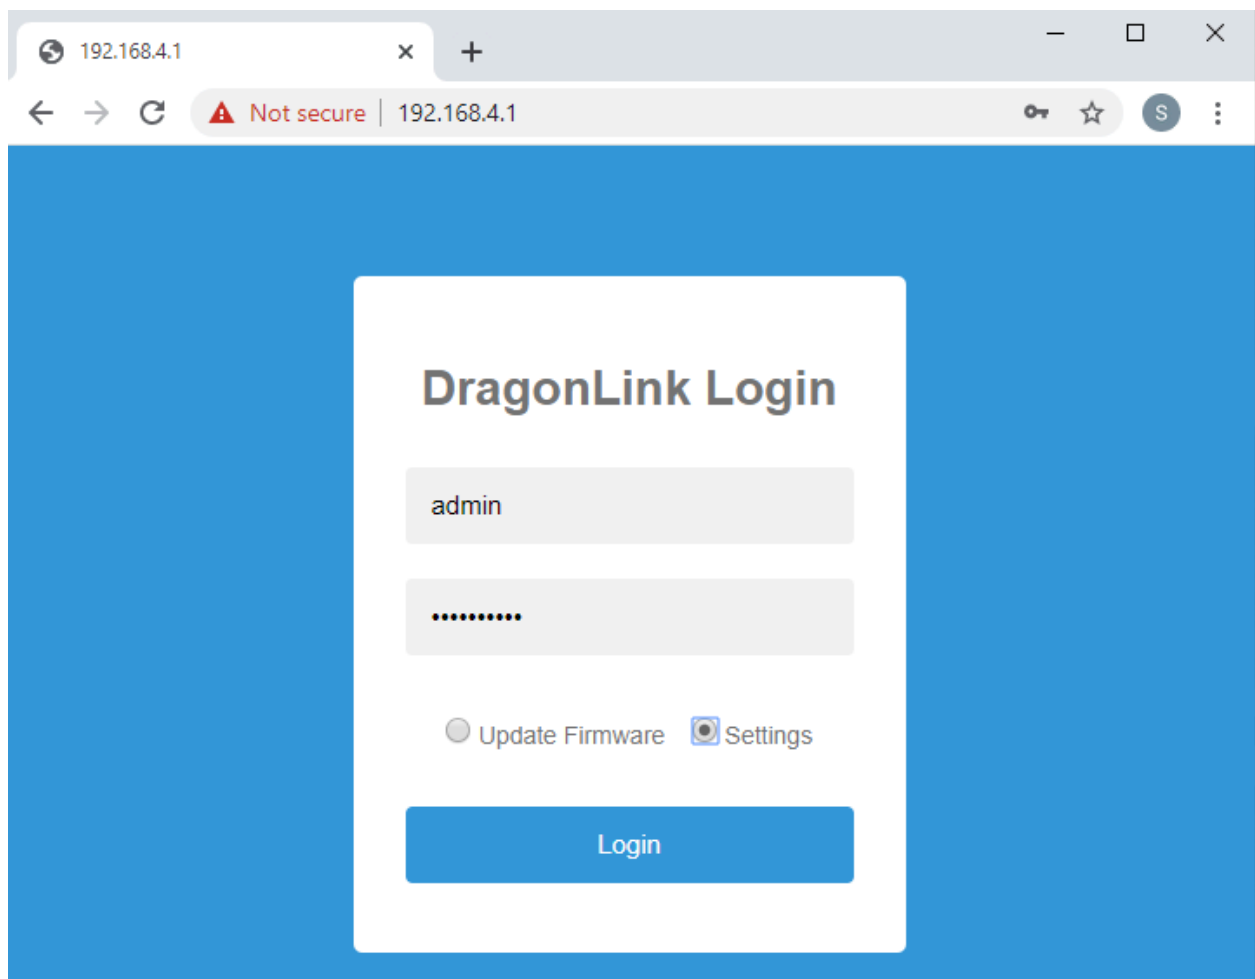 192.168.4.1
Not secure 192.168.4.1
S
DragonLink Login
admin
••••••••••
Update Firmware Settings
Login